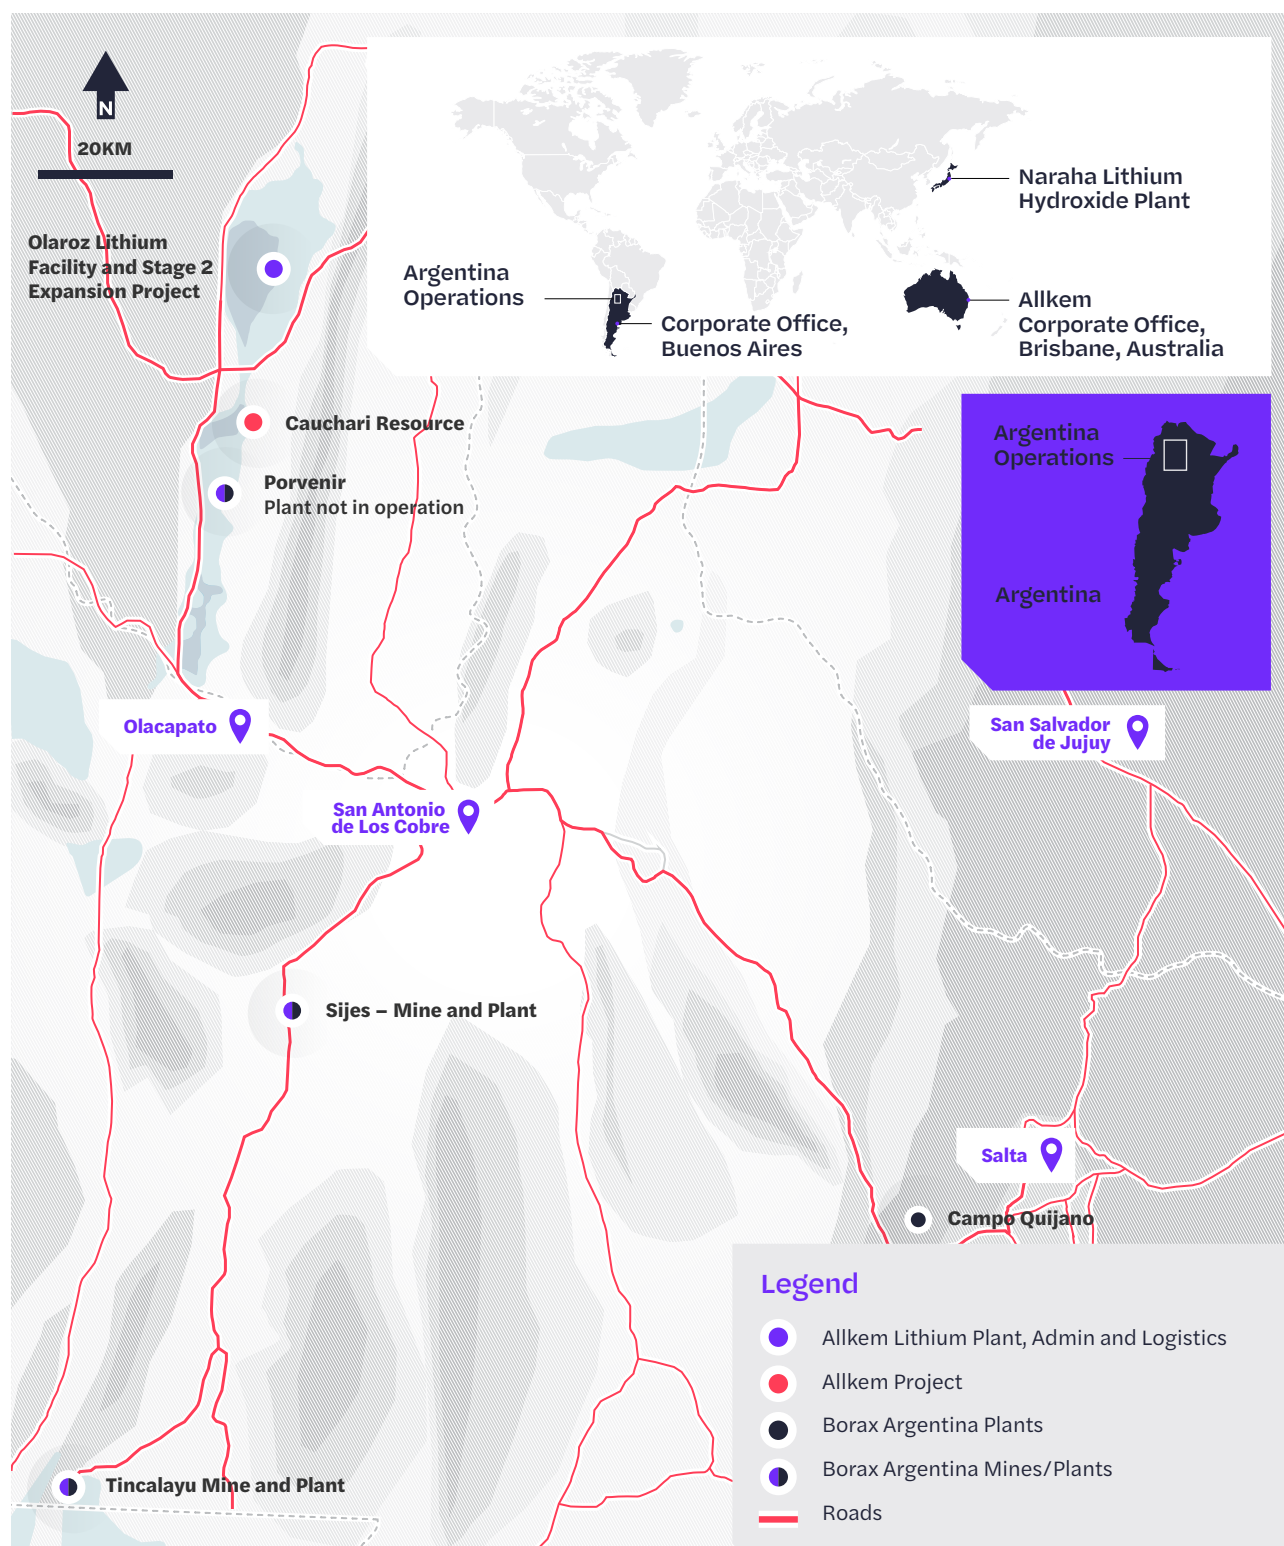 N
20KM
Olaroz Lithium
Facility and Stage 2
Expansion Project
Naraha Lithium
Hydroxide Plant
Argentina
Operations
Corporate Office,
Buenos Aires
Allkem
Corporate Office,
Brisbane, Australia
Cauchari Resource
Porvenir
Plant not in operation
Argentina
Operations
Argentina
Olacapato
San Salvador
de Jujuy
San Antonio
de Los Cobre
Sijes – Mine and Plant
Salta
Campo Quijano
Tincalayu Mine and Plant
Legend
Allkem Lithium Plant, Admin and Logistics
Allkem Project
Borax Argentina Plants
Borax Argentina Mines/Plants
Roads